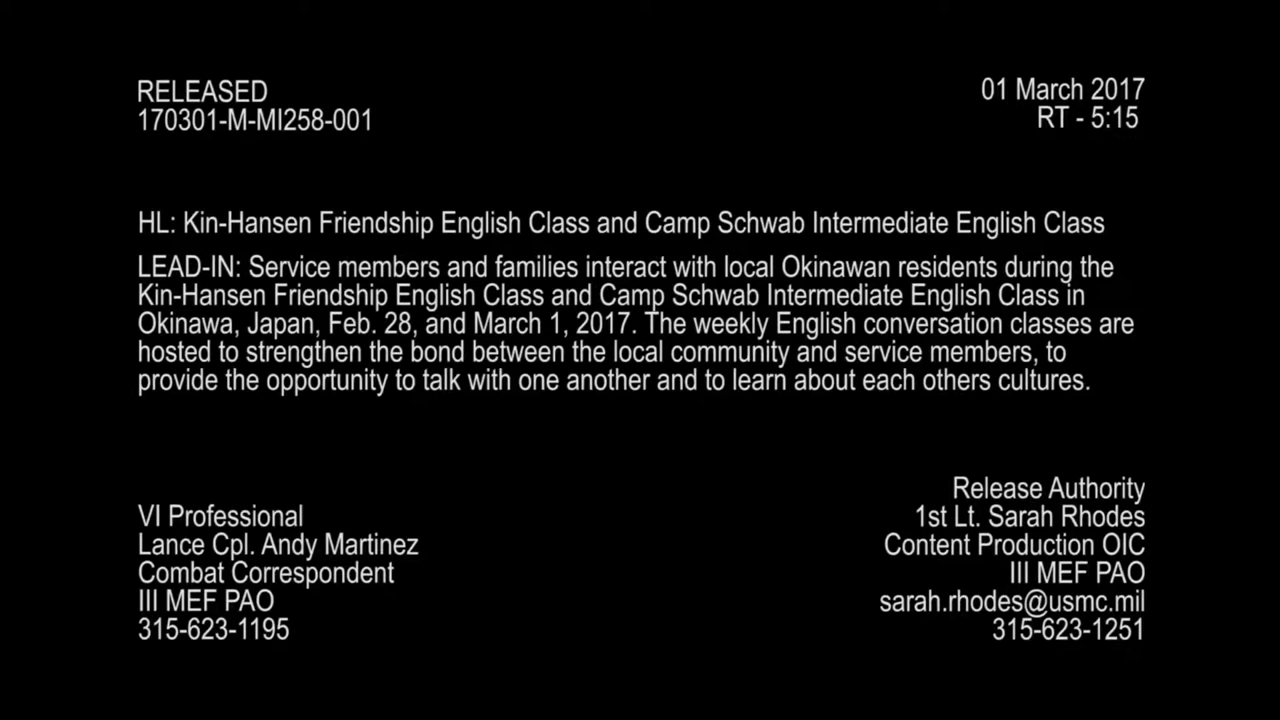 RELEASED
170301-M-MI258-001
01 March 2017
RT - 5:15
HL: Kin-Hansen Friendship English Class and Camp Schwab Intermediate English Class
LEAD-IN: Service members and families interact with local Okinawan residents during the
Kin-Hansen Friendship English Class and Camp Schwab Intermediate English Class in
Okinawa, Japan, Feb. 28, and March 1, 2017. The weekly English conversation classes are
hosted to strengthen the bond between the local community and service members, to
provide the opportunity to talk with one another and to learn about each others cultures.
VI Professional
Lance Cpl. Andy Martinez
Combat Correspondent
III MEF PAO
315-623-1195
Release Authority
1st Lt. Sarah Rhodes
Content Production OIC
III MEF PAO
sarah.rhodes@usmc.mil
315-623-1251